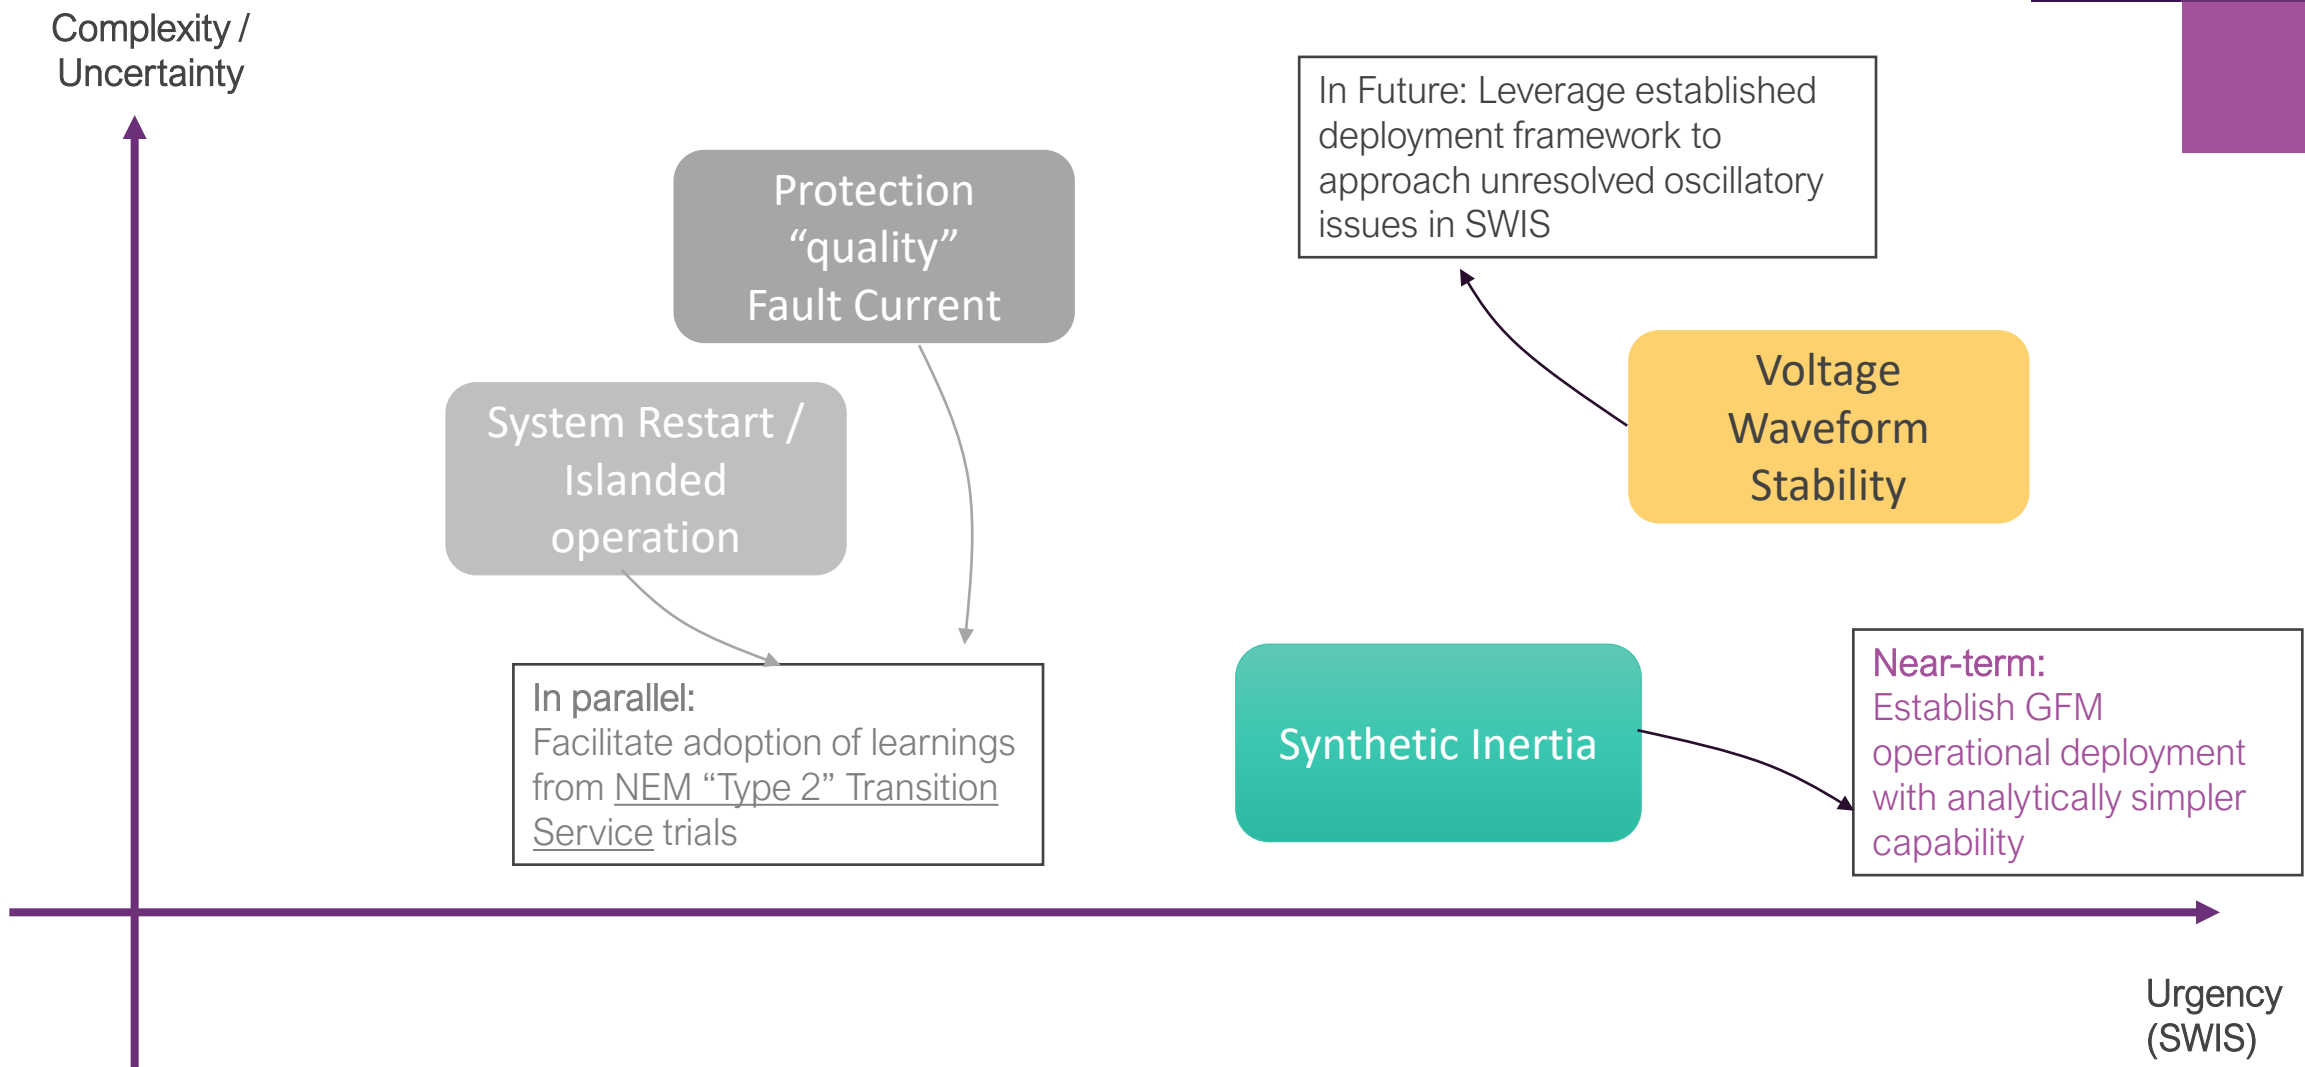 Complexity /
Uncertainty
In Future: Leverage established
deployment framework to
approach unresolved oscillatory
issues in SWIS
Protection
“quality”
Fault Current
Voltage
Waveform
Stability
System Restart /
Islanded
operation
In parallel:
Facilitate adoption of learnings
from NEM “Type 2” Transition
Service trials
Synthetic Inertia
Near-term:
Establish GFM
operational deployment
with analytically simpler
capability
Urgency
(SWIS)